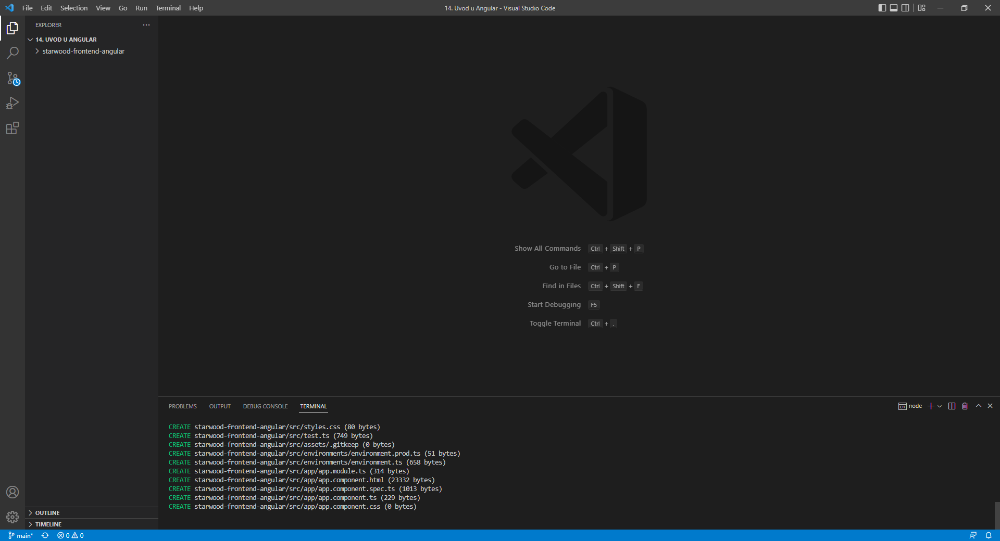 File Edit Selection View Go Run Terminal Help
14. Uvod u Angular - Visual Studio Code
EXPLORER
14. UVOD U ANGULAR
starwood-frontend-angular
Show All Commands Ctrl + Shift + P
Go to File Ctrl + P
Find in Files Ctrl + Shift + F
Start Debugging F5
Toggle Terminal Ctrl + .
PROBLEMS OUTPUT DEBUG CONSOLE TERMINAL
node
CREATE starwood-frontend-angular/src/styles.css (80 bytes)
CREATE starwood-frontend-angular/src/test.ts (749 bytes)
CREATE starwood-frontend-angular/src/assets/.gitkeep (0 bytes)
CREATE starwood-frontend-angular/src/environments/environment.prod.ts (51 bytes)
CREATE starwood-frontend-angular/src/environments/environment.ts (658 bytes)
CREATE starwood-frontend-angular/src/app/app.module.ts (314 bytes)
CREATE starwood-frontend-angular/src/app/app.component.html (23332 bytes)
CREATE starwood-frontend-angular/src/app/app.component.spec.ts (1013 bytes)
CREATE starwood-frontend-angular/src/app/app.component.ts (229 bytes)
CREATE starwood-frontend-angular/src/app/app.component.css (0 bytes)
OUTLINE
TIMELINE
main* 0 0